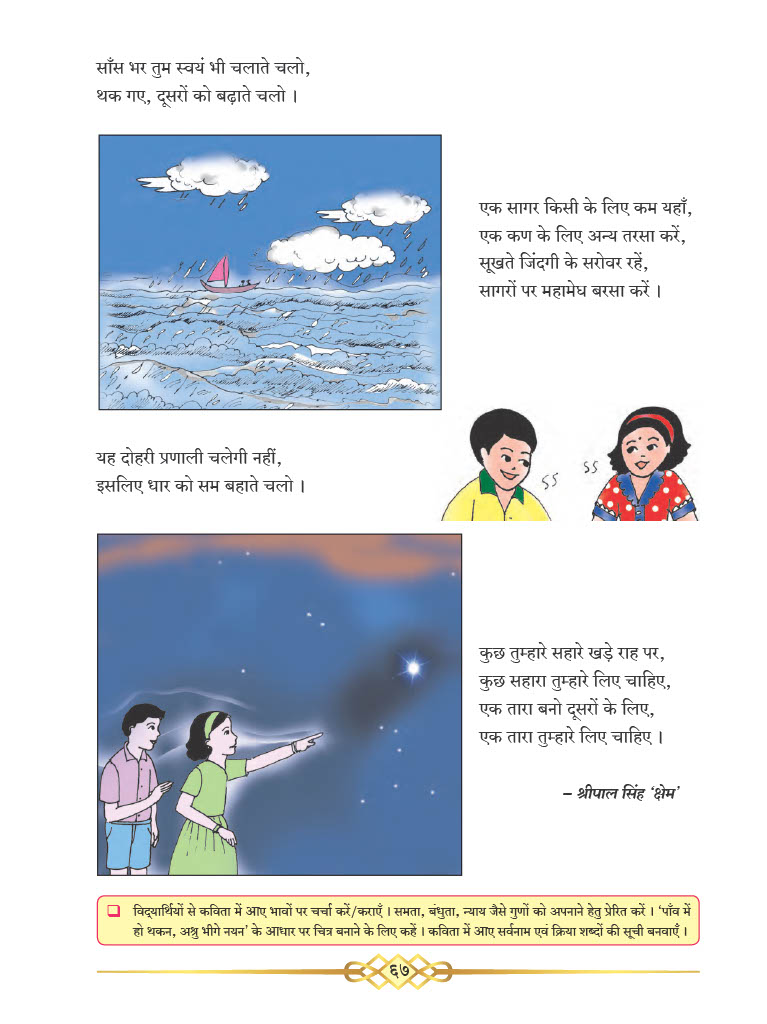 साँस भर तुम स्वयं भी चलाते चलो,
थक गए, दूसरों को बढ़ाते चलो ।
एक सागर किसी के लिए कम यहाँ,
एक कण के लिए अन्य तरसा करें,
सूखते जिंदगी के सरोवर रहें,
सागरों पर महामेध बरसा करें ।
यह दोहरी प्रणाली चलेगी नहीं,
इसलिए धार को सम बहाते चलो ।
कुछ तुम्हारे सहारे खड़े राह पर,
कुछ सहारा तुम्हारे लिए चाहिए,
एक तारा बनो दूसरों के लिए,
एक तारा तुम्हारे लिए चाहिए ।
– श्रीपाल सिंह ‘क्षेम’
❑ विद्‌यार्थियों से कविता में आए भावों पर चर्चा करें/कराएँ । समता, बंधुता, न्याय जैसे गुणों को अपनाने हेतु प्रेरित करें । ‘पाँव में
हो थकन, अश्रु भीगे नयन’ के आधार पर चित्र बनाने के लिए कहें । कविता में आए सर्वनाम एवं क्रिया शब्दों की सूची बनवाएँ ।
६७